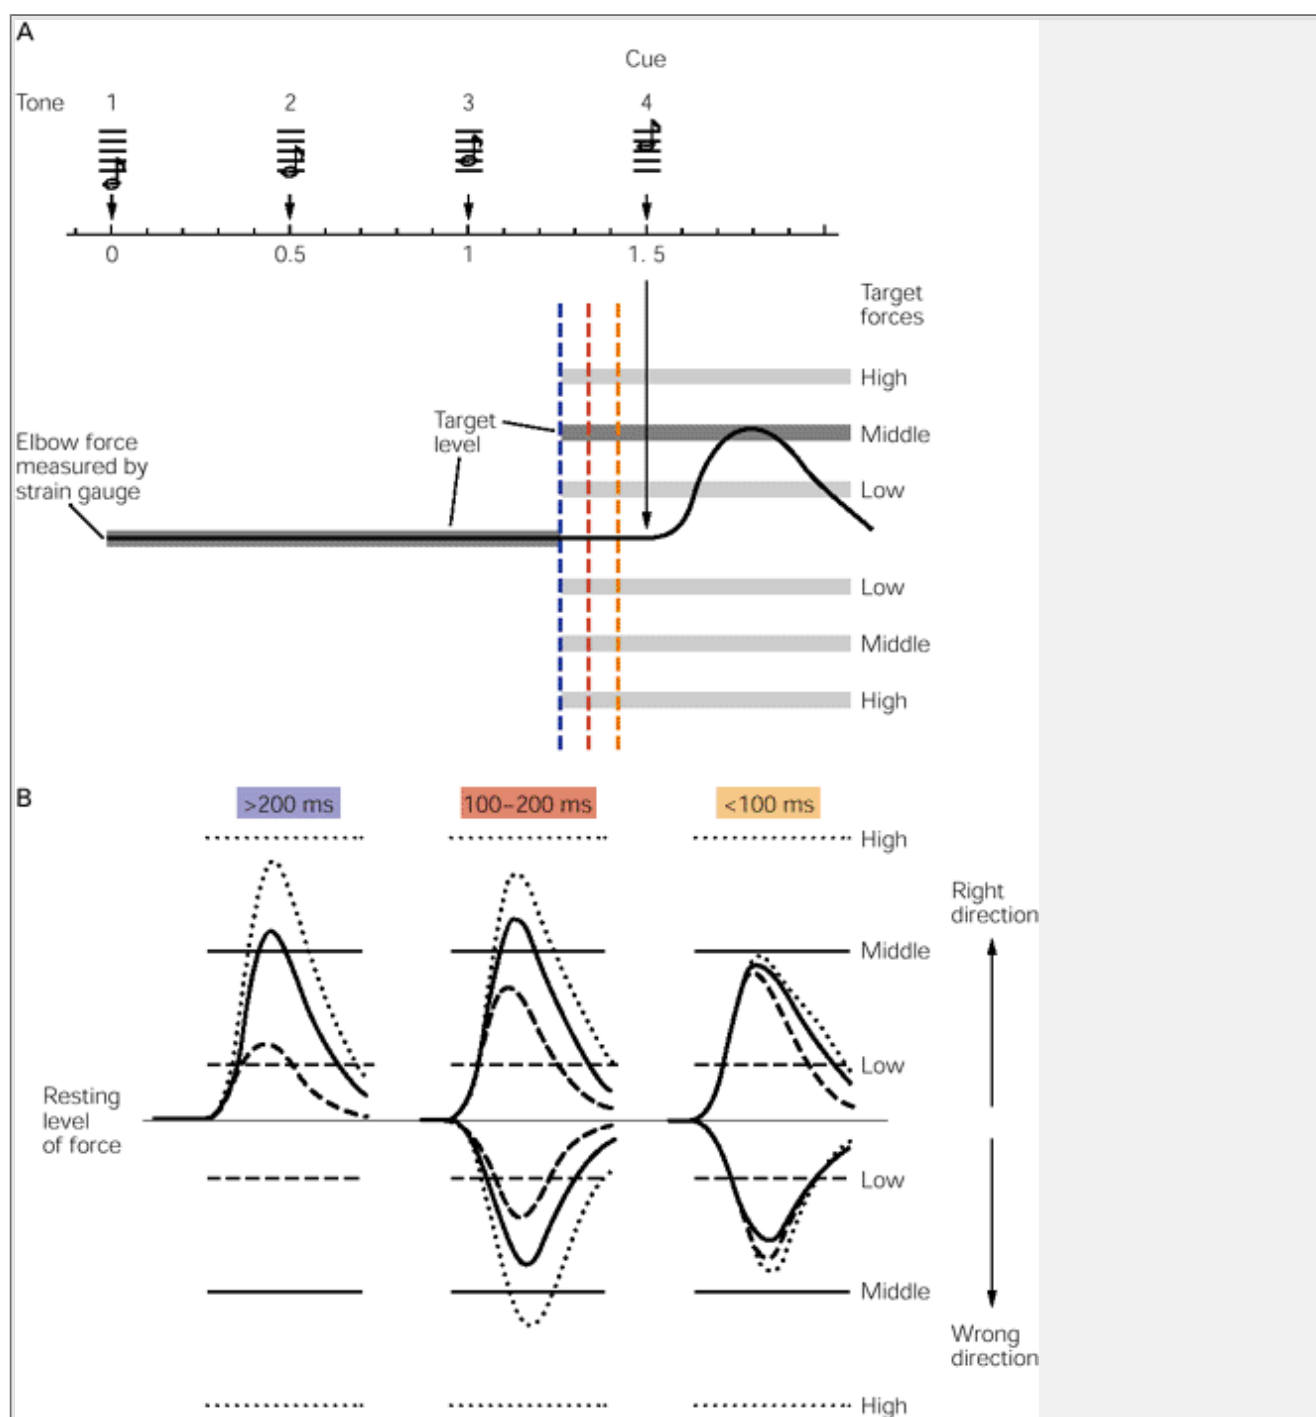 A
Cue
Tone 1 2 3 4
0 0.5 1 1. 5
Target
forces
High
Target
level
Middle
Elbow force
measured by
strain gauge
Low
Low
Middle
High
B
>200 ms 100–200 ms <100 ms
High
Right
direction
Middle
Low
Resting
level
of force
Low
Middle
Wrong
direction
High